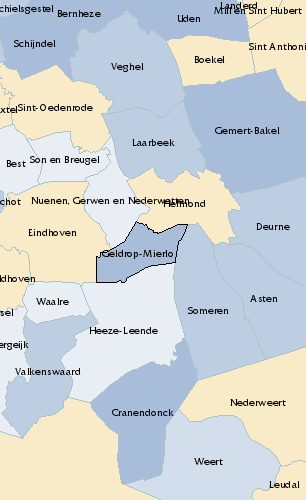 chielsgestel
Bernheze
Landerd
Mill en Sint Hubert
Uden
Schijndel
Sint Anthoni
Boekel
Veghel
Sint-Oedenrode
xtel
Gemert-Bakel
Laarbeek
Son en Breugel
Best
Nuenen, Gerwen en Nederwetten
chot
Helmond
Deurne
Eindhoven
Geldrop-Mierlo
ldhoven
Asten
Waalre
Someren
sel
Heeze-Leende
ergeijk
Valkenswaard
Nederweert
Cranendonck
Weert
Leudal